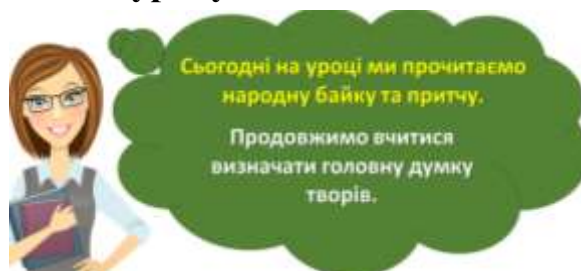 Сьогодні на уроці ми прочитаємо
народну байку та притчу.
Продовжимо вчитися
визначати головну думку
творів.